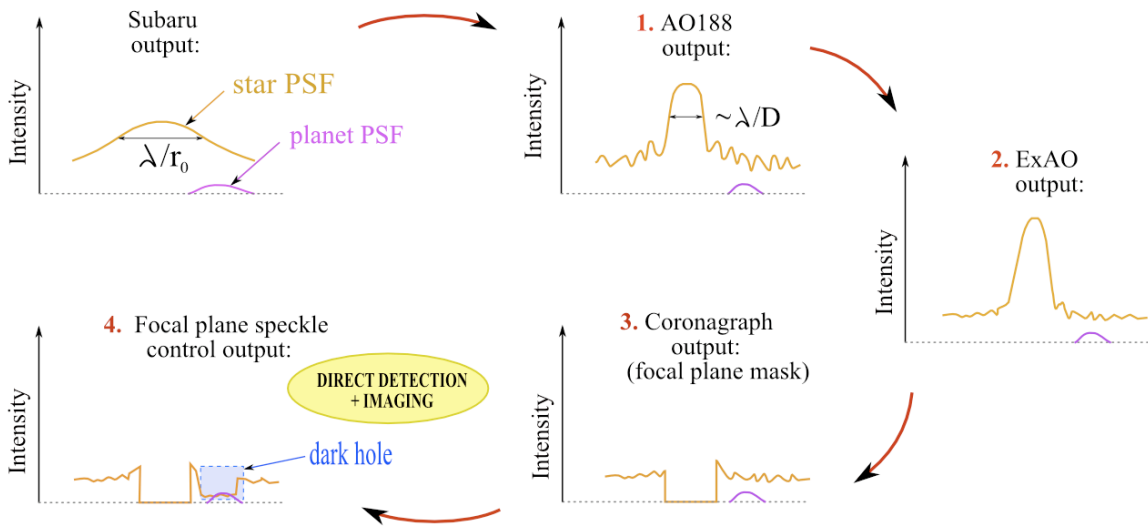 Subaru
output:
Intensity
star PSF
planet PSF
λ/r₀
1. AO188
output:
Intensity
~λ/D
2. ExAO
output:
Intensity
3. Coronagraph
output:
(focal plane mask)
Intensity
4. Focal plane speckle
control output:
Intensity
DIRECT DETECTION
+ IMAGING
dark hole